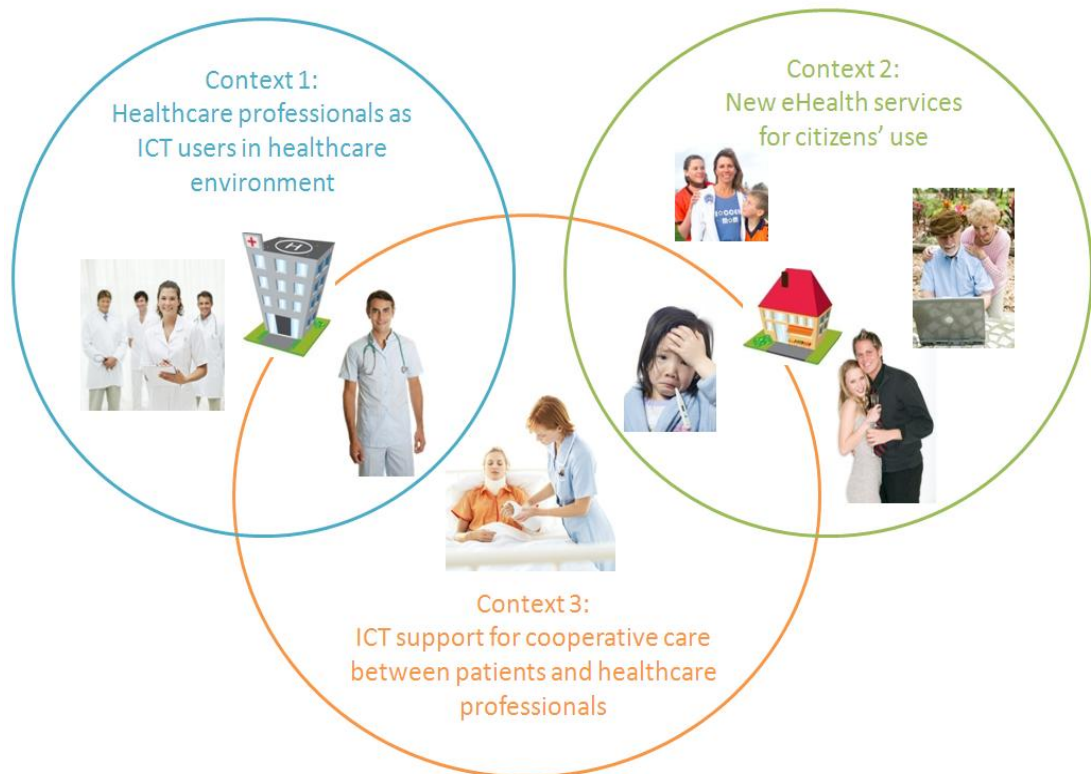 Context 1:
Healthcare professionals as
ICT users in healthcare
environment
Context 2:
New eHealth services
for citizens' use
H
Context 3:
ICT support for cooperative care
between patients and healthcare
professionals